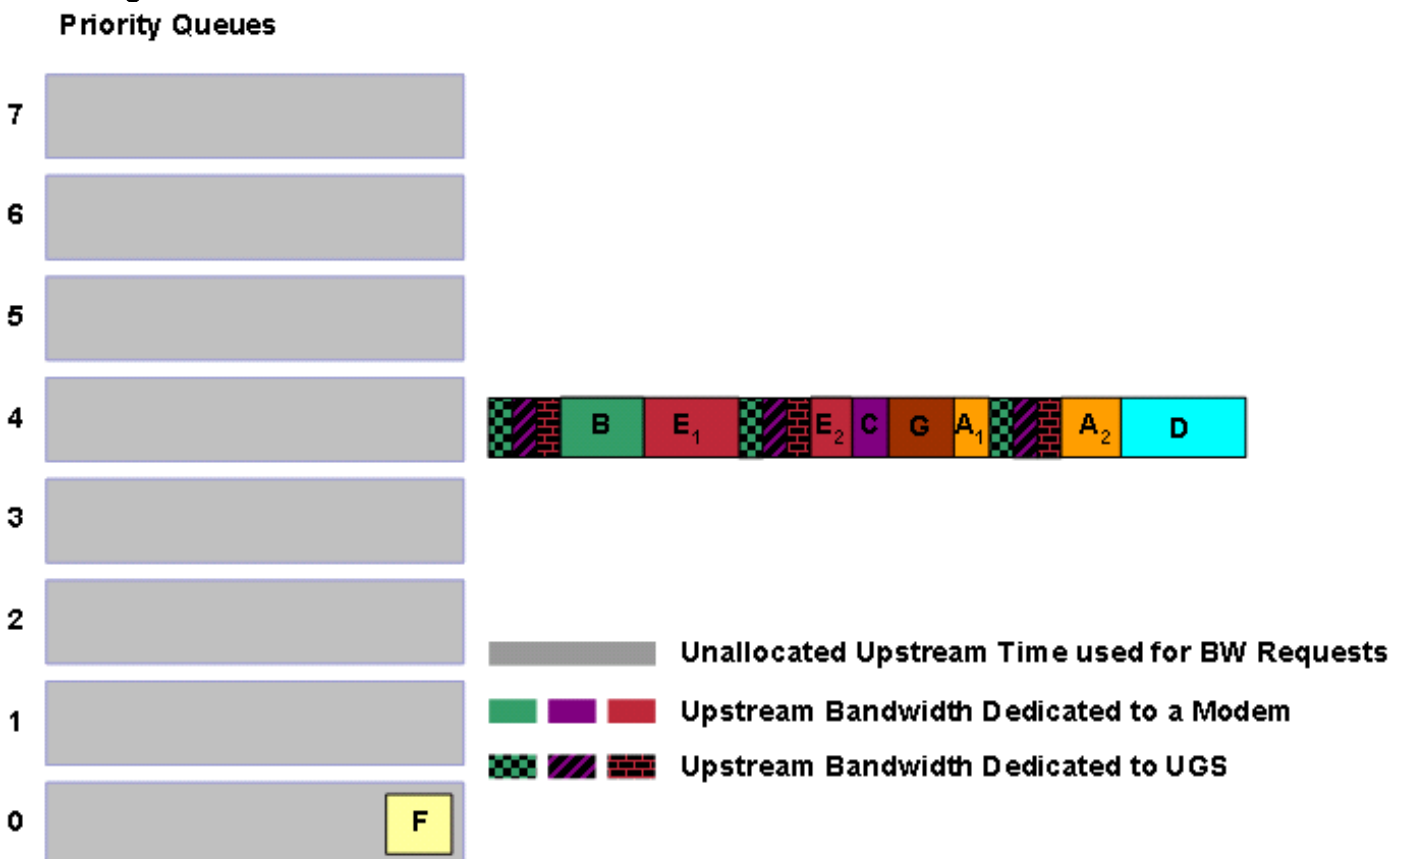 Priority Queues
7
6
5
4
B E1 E2 C G A1 A2 D
3
2
Unallocated Upstream Time used for BW Requests
1
Upstream Bandwidth Dedicated to a Modem
Upstream Bandwidth Dedicated to UGS
0
F